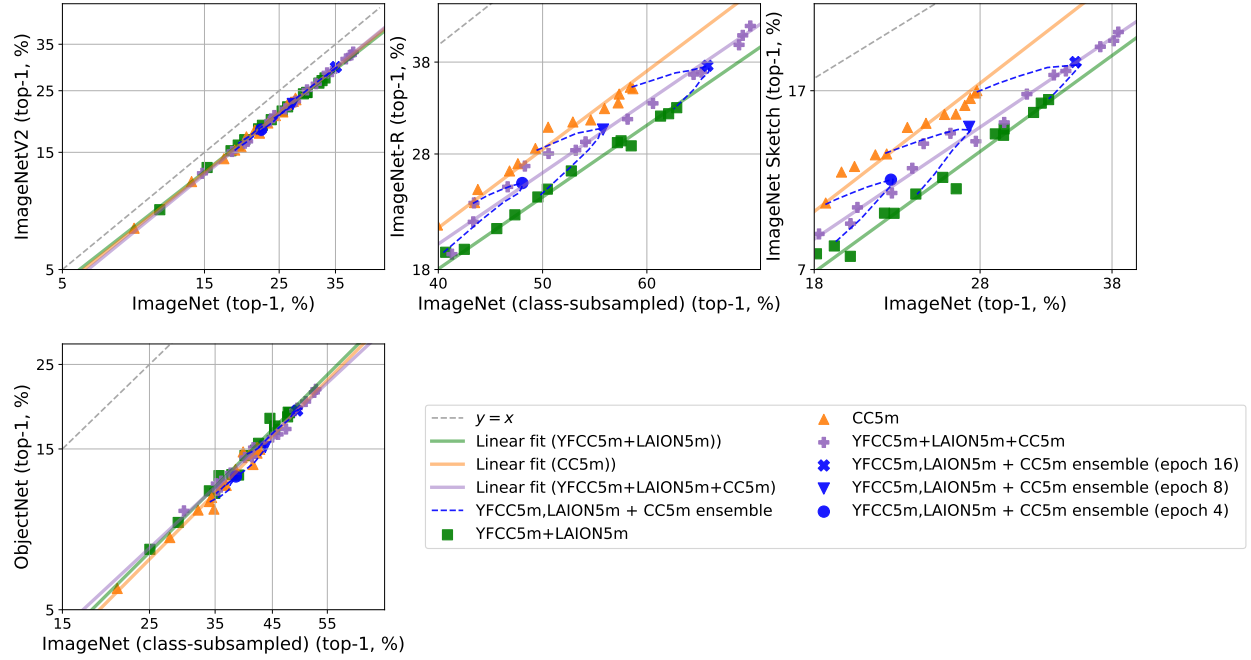 35
25
15
5
5
15
25
35
ImageNetV2 (top-1, %)
ImageNet (top-1, %)
38
28
18
40
50
60
ImageNet-R (top-1, %)
ImageNet (class-subsampled) (top-1, %)
17
7
18
28
38
ImageNet Sketch (top-1, %)
ImageNet (top-1, %)
25
15
5
15
25
35
45
55
ObjectNet (top-1, %)
ImageNet (class-subsampled) (top-1, %)
y = x
Linear fit (YFCC5m+LAION5m))
Linear fit (CC5m))
Linear fit (YFCC5m+LAION5m+CC5m)
YFCC5m,LAION5m + CC5m ensemble
YFCC5m+LAION5m
CC5m
YFCC5m+LAION5m+CC5m
YFCC5m,LAION5m + CC5m ensemble (epoch 16)
YFCC5m,LAION5m + CC5m ensemble (epoch 8)
YFCC5m,LAION5m + CC5m ensemble (epoch 4)